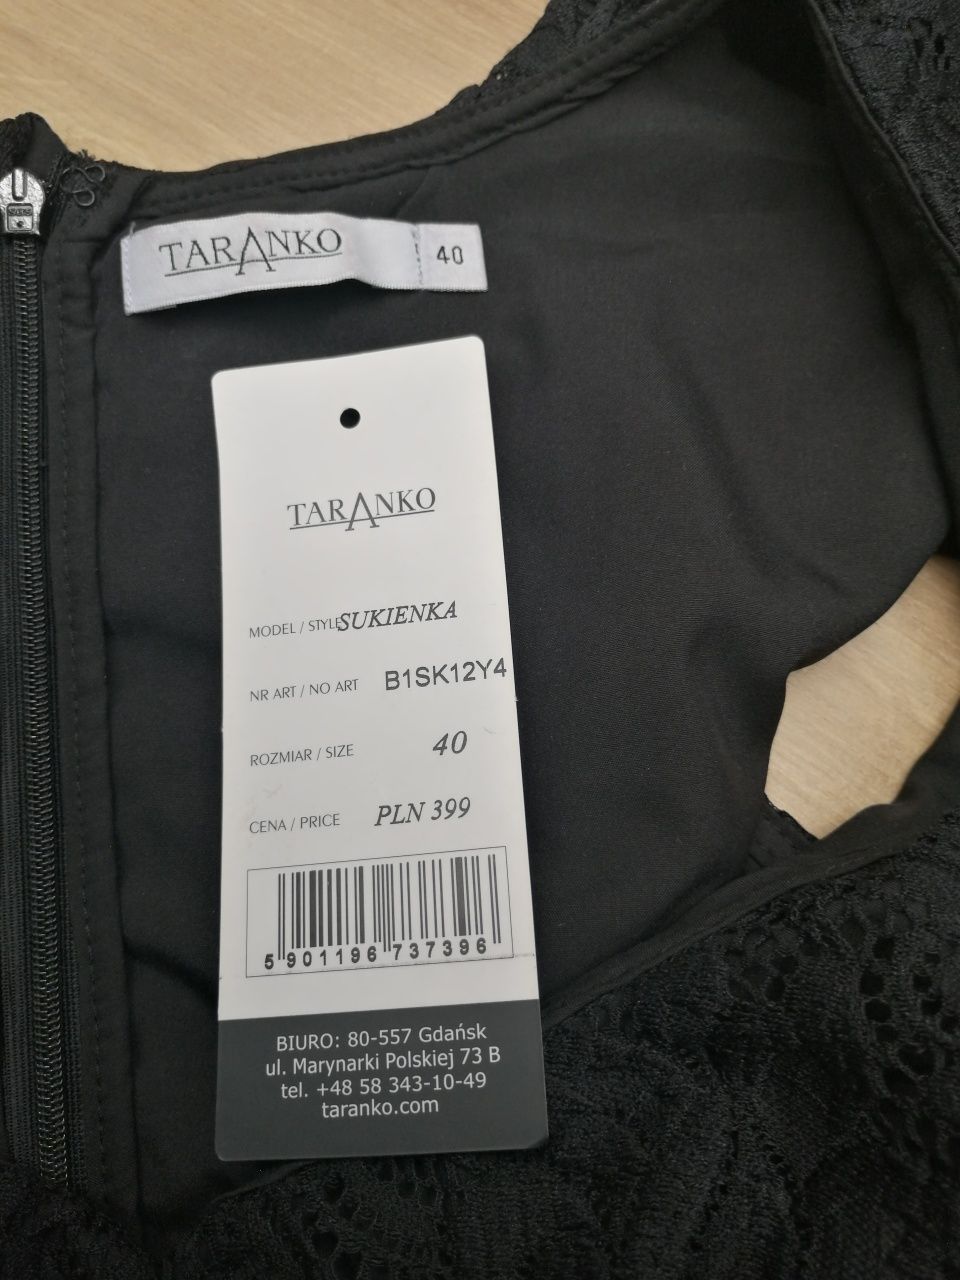 TARANKO 40
TARANKO
MODEL / STYLE SUKIENKA
NR ART / NO ART B1SK12Y4
ROZMIAR / SIZE 40
CENA / PRICE PLN 399
5 901196 737396
BIURO: 80-557 Gdańsk
ul. Marynarki Polskiej 73 B
tel. +48 58 343-10-49
taranko.com